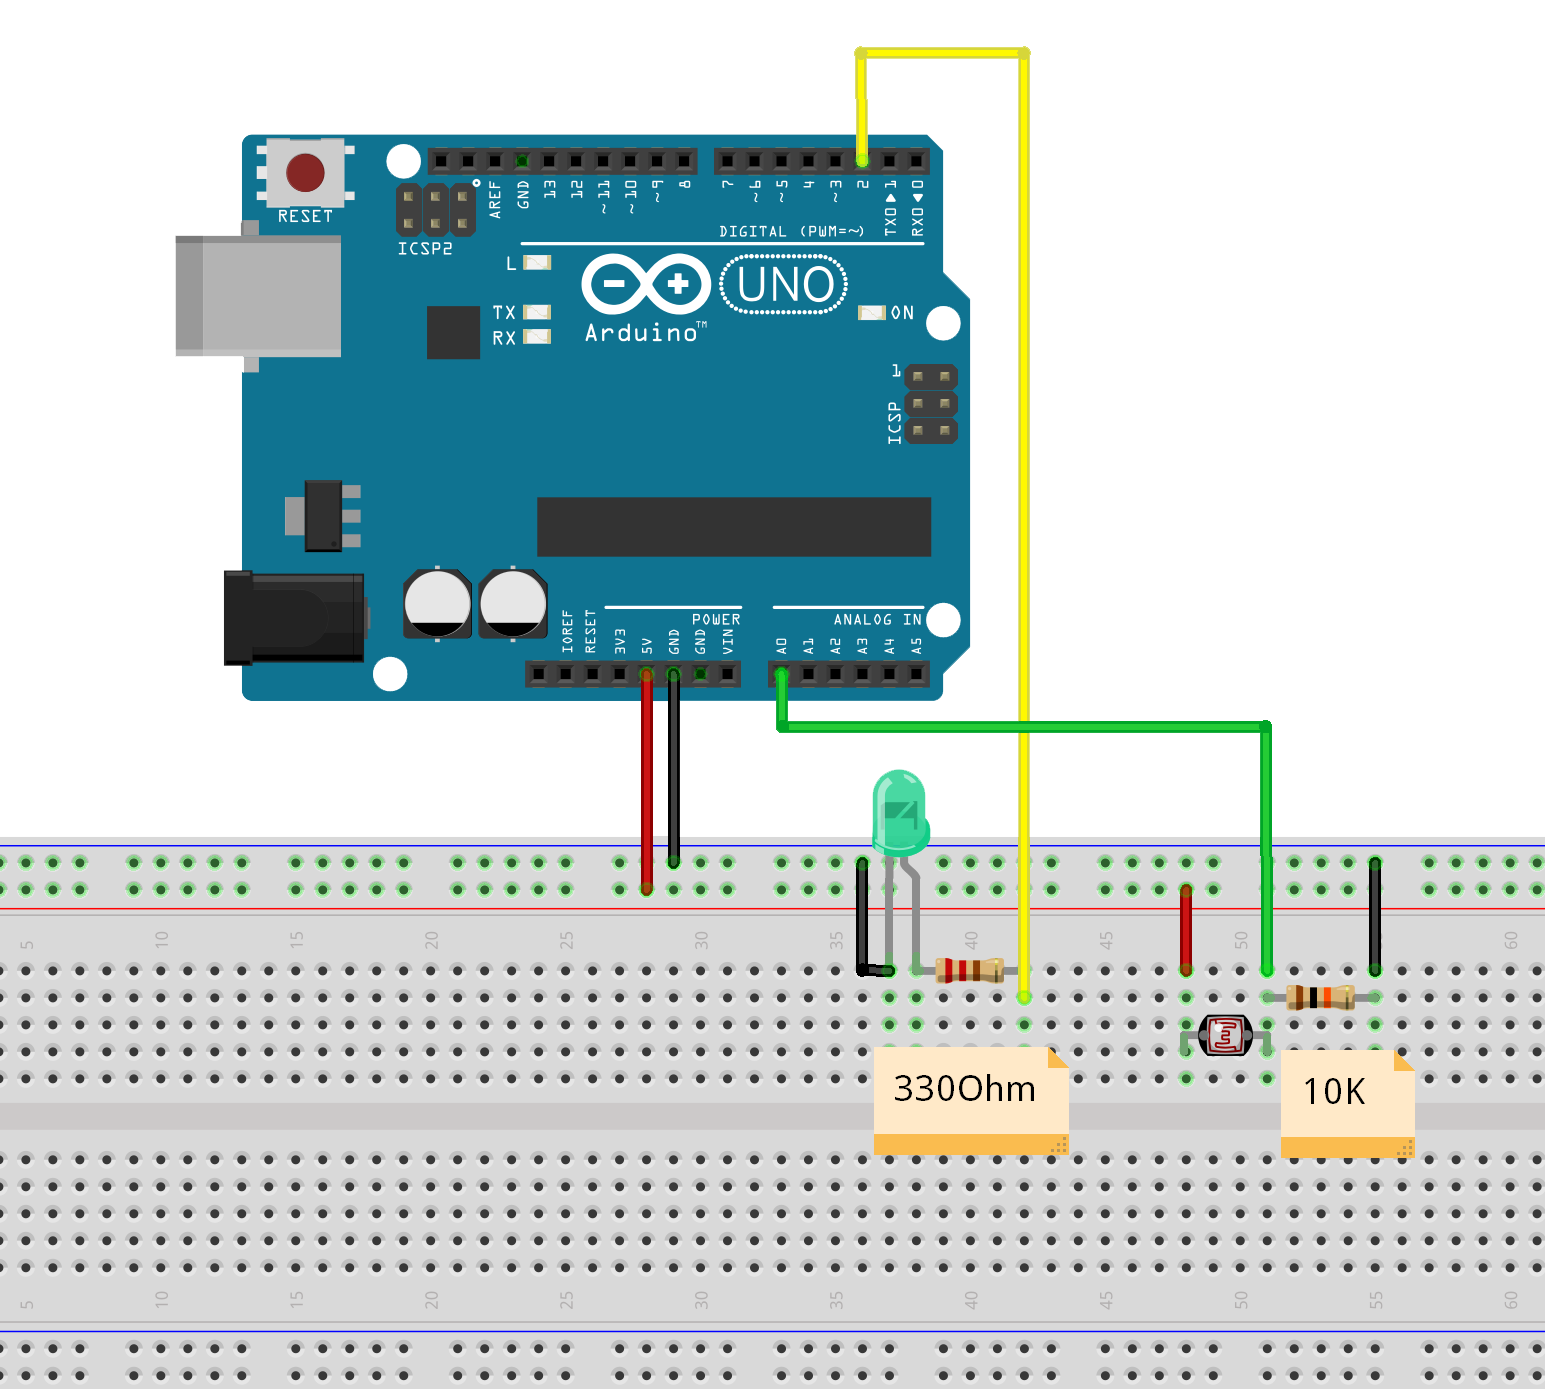 RESET
ICSP2
AREF
GND
13
12
~11
~10
~9
8
7
~6
~5
4
~3
2
TX0▶1
RX0◀0
DIGITAL (PWM=~)
L
TX
RX
Arduino™
UNO
ON
1
ICSP
IOREF
RESET
3V3
5V
GND
GND
VIN
POWER
ANALOG IN
A0
A1
A2
A3
A4
A5
5 10 15 20 25 30 35 40 45 50 55 60
330Ohm
10K
5 10 15 20 25 30 35 40 45 50 55 60